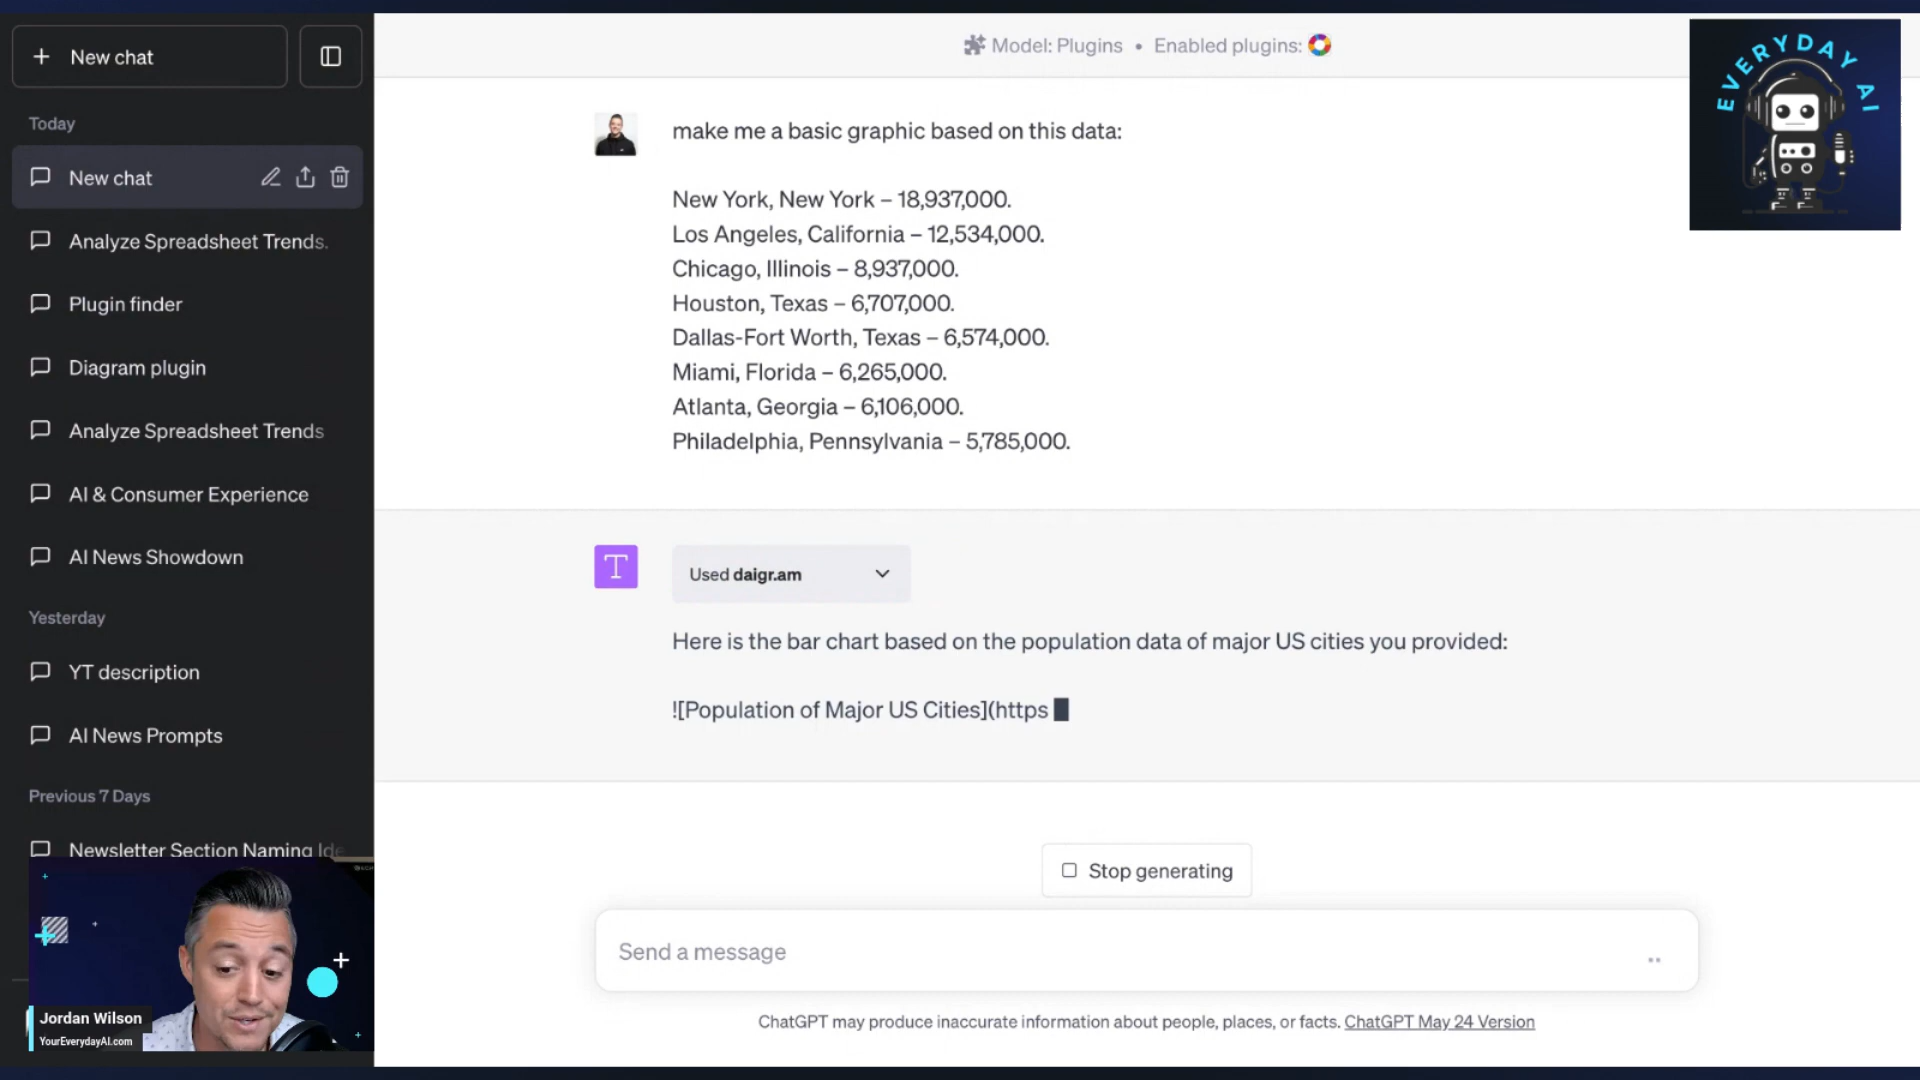 New chat
Today
New chat
Analyze Spreadsheet Trends.
Plugin finder
Diagram plugin
Analyze Spreadsheet Trends
AI & Consumer Experience
AI News Showdown
Yesterday
YT description
AI News Prompts
Previous 7 Days
Newsletter Section Naming Ide
Jordan Wilson
YourEverydayAI.com
Model: Plugins • Enabled plugins:
EVERYDAY AI
make me a basic graphic based on this data:
New York, New York – 18,937,000.
Los Angeles, California – 12,534,000.
Chicago, Illinois – 8,937,000.
Houston, Texas – 6,707,000.
Dallas-Fort Worth, Texas – 6,574,000.
Miami, Florida – 6,265,000.
Atlanta, Georgia – 6,106,000.
Philadelphia, Pennsylvania – 5,785,000.
T
Used daigr.am
Here is the bar chart based on the population data of major US cities you provided:
![Population of Major US Cities](https
Stop generating
Send a message
ChatGPT may produce inaccurate information about people, places, or facts. ChatGPT May 24 Version